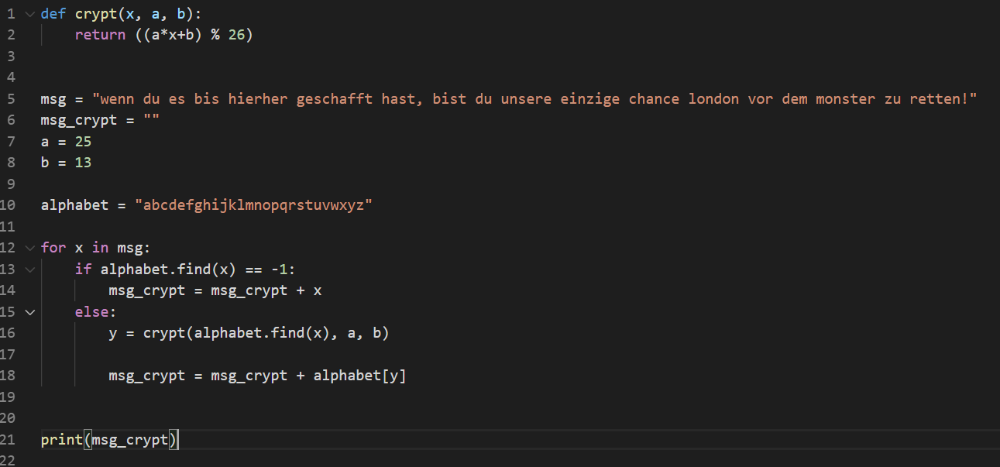 1 def crypt(x, a, b):
2     return ((a*x+b) % 26)
3
4
5 msg = "wenn du es bis hierher geschafft hast, bist du unsere einzige chance london vor dem monster zu retten!"
6 msg_crypt = ""
7 a = 25
8 b = 13
9
10 alphabet = "abcdefghijklmnopqrstuvwxyz"
11
12 for x in msg:
13     if alphabet.find(x) == -1:
14         msg_crypt = msg_crypt + x
15     else:
16         y = crypt(alphabet.find(x), a, b)
17
18         msg_crypt = msg_crypt + alphabet[y]
19
20
21 print(msg_crypt)
22